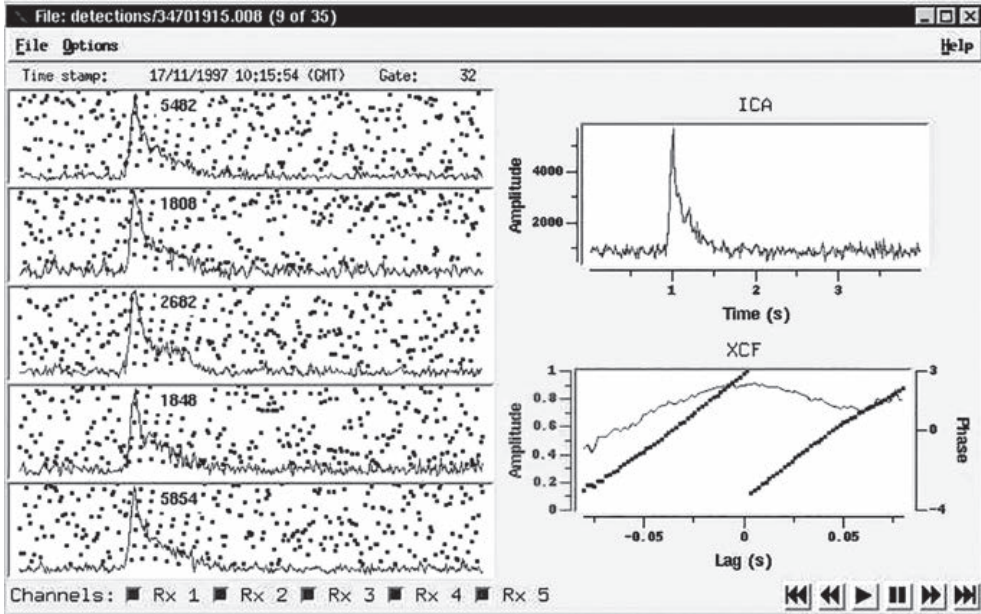 File: detections/34701915.008 (9 of 35)
File Options Help
Time stamp: 17/11/1997 10:15:54 (GMT) Gate: 32
5482
1808
2682
1848
5854
ICA
Amplitude
4000
2000
1 2 3
Time (s)
XCF
Amplitude
1
0.8
0.6
0.4
0.2
0
3
0
-4
Phase
-0.05 0 0.05
Lag (s)
Channels: Rx 1 Rx 2 Rx 3 Rx 4 Rx 5